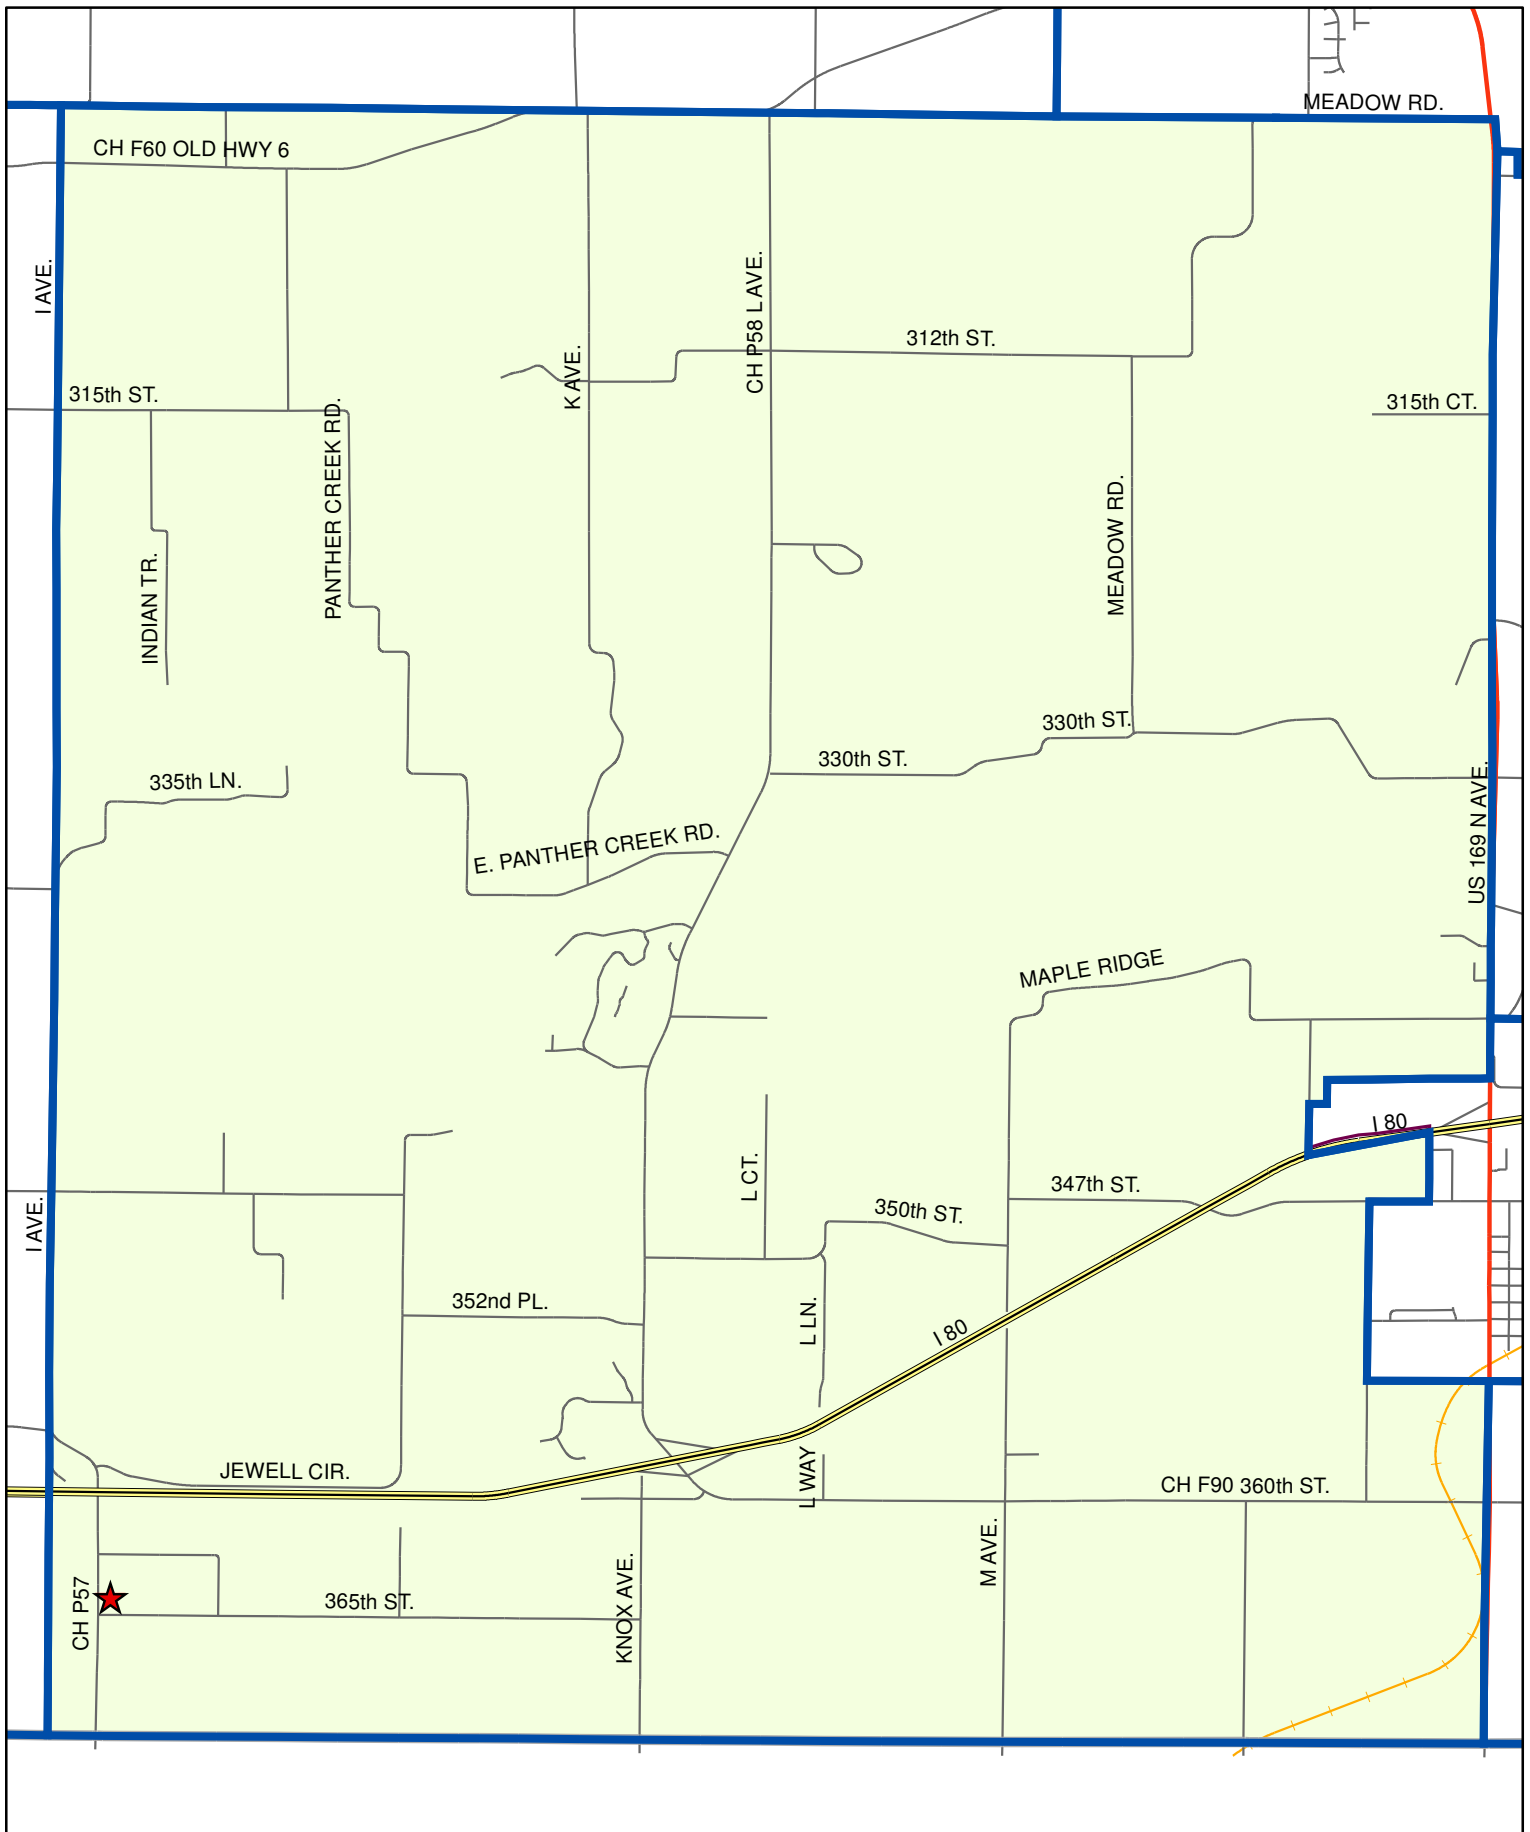 MEADOW RD.
CH F60 OLD HWY 6
I AVE.
CH P58 L AVE.
312th ST.
K AVE.
315th ST.
315th CT.
PANTHER CREEK RD.
MEADOW RD.
INDIAN TR.
330th ST.
330th ST.
335th LN.
US 169 N AVE.
E. PANTHER CREEK RD.
MAPLE RIDGE
I 80
L CT.
347th ST.
350th ST.
I AVE.
352nd PL.
L LN.
I 80
JEWELL CIR.
L WAY
CH F90 360th ST.
M AVE.
CH P57
365th ST.
KNOX AVE.